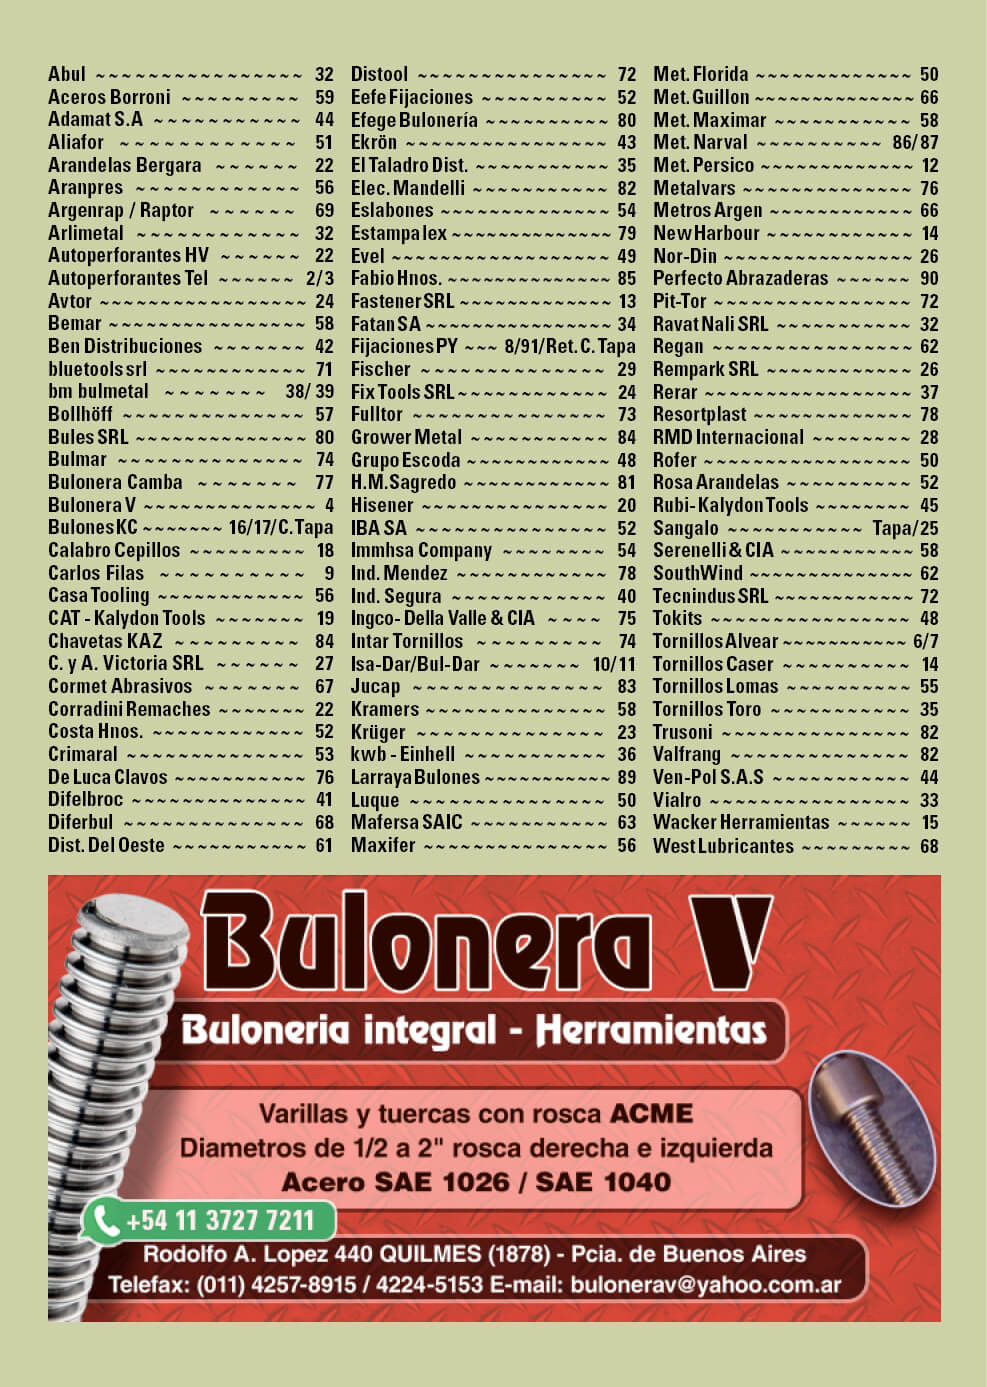 Abul ~~~~~~~~~~~~~~~~ 32
Aceros Borroni ~~~~~~~~~ 59
Adamat S.A ~~~~~~~~~~~ 44
Aliafor ~~~~~~~~~~~~ 51
Arandelas Bergara ~~~~~~ 22
Aranpres ~~~~~~~~~~~~ 56
Argenrap / Raptor ~~~~~~ 69
Arlimetal ~~~~~~~~~~~~ 32
Autoperforantes HV ~~~~~~ 22
Autoperforantes Tel ~~~~~~ 2/3
Avtor ~~~~~~~~~~~~~~~~ 24
Bemar ~~~~~~~~~~~~~~~ 58
Ben Distribuciones ~~~~~~~ 42
bluetools srl ~~~~~~~~~~~~ 71
bm bulmetal ~~~~~~~ 38/ 39
Bollhöff ~~~~~~~~~~~~~~ 57
Bules SRL ~~~~~~~~~~~~~ 80
Bulmar ~~~~~~~~~~~~~~ 74
Bulonera Camba ~~~~~~~ 77
Bulonera V ~~~~~~~~~~~~~ 4
Bulones KC ~~~~~~~ 16/17/C. Tapa
Calabro Cepillos ~~~~~~~~~ 18
Carlos Filas ~~~~~~~~~~ 9
Casa Tooling ~~~~~~~~~~~ 56
CAT - Kalydon Tools ~~~~~~~ 19
Chavetas KAZ ~~~~~~~~~ 84
C. y A. Victoria SRL ~~~~~~ 27
Cormet Abrasivos ~~~~~~~ 67
Corradini Remaches ~~~~~~~ 22
Costa Hnos. ~~~~~~~~~~~~ 52
Crimaral ~~~~~~~~~~~~~~ 53
De Luca Clavos ~~~~~~~~~~ 76
Difelbroc ~~~~~~~~~~~~~~ 41
Diferbul ~~~~~~~~~~~~~~ 68
Dist. Del Oeste ~~~~~~~~~~~ 61
Distool ~~~~~~~~~~~~~~~ 72
Eefe Fijaciones ~~~~~~~~~~ 52
Efege Bulonería ~~~~~~~~~~ 80
Ekrön ~~~~~~~~~~~~~~~~ 43
El Taladro Dist. ~~~~~~~~~~~ 35
Elec. Mandelli ~~~~~~~~~~~ 82
Eslabones ~~~~~~~~~~~~~~ 54
Estampalex ~~~~~~~~~~~~~ 79
Evel ~~~~~~~~~~~~~~~~~ 49
Fabio Hnos. ~~~~~~~~~~~~~ 85
Fastener SRL ~~~~~~~~~~~~ 13
Fatan SA ~~~~~~~~~~~~~~~ 34
Fijaciones PY ~~~ 8/91/Ret. C. Tapa
Fischer ~~~~~~~~~~~~~~ 29
Fix Tools SRL ~~~~~~~~~~~~ 24
Fulltor ~~~~~~~~~~~~~~~ 73
Grower Metal ~~~~~~~~~~~ 84
Grupo Escoda ~~~~~~~~~~~ 48
H.M. Sagredo ~~~~~~~~~~~~ 81
Hisener ~~~~~~~~~~~~~~~ 20
IBA SA ~~~~~~~~~~~~~~~ 52
Immhsa Company ~~~~~~~~ 54
Ind. Mendez ~~~~~~~~~~~~ 78
Ind. Segura ~~~~~~~~~~~~ 40
Ingco- Della Valle & CIA ~~~~ 75
Intar Tornillos ~~~~~~~~~~ 74
Isa-Dar/Bul-Dar ~~~~~~~ 10/11
Jucap ~~~~~~~~~~~~~~~ 83
Kramers ~~~~~~~~~~~~~~ 58
Krüger ~~~~~~~~~~~~~~ 23
kwb - Einhell ~~~~~~~~~~~~ 36
Larraya Bulones ~~~~~~~~~~ 89
Luque ~~~~~~~~~~~~~~~ 50
Mafersa SAIC ~~~~~~~~~~~ 63
Maxifer ~~~~~~~~~~~~~~~ 56
Met. Florida ~~~~~~~~~~~~~ 50
Met. Guillon ~~~~~~~~~~~~~ 66
Met. Maximar ~~~~~~~~~~~ 58
Met. Narval ~~~~~~~~~~ 86/87
Met. Persico ~~~~~~~~~~~~ 12
Metalvars ~~~~~~~~~~~~~~ 76
Metros Argen ~~~~~~~~~~~~ 66
New Harbour ~~~~~~~~~~~~ 14
Nor-Din ~~~~~~~~~~~~~~~ 26
Perfecto Abrazaderas ~~~~~~ 90
Pit-Tor ~~~~~~~~~~~~~~~ 72
Ravat Nali SRL ~~~~~~~~~~~ 32
Regan ~~~~~~~~~~~~~~~ 62
Rempark SRL ~~~~~~~~~~~~ 26
Rerar ~~~~~~~~~~~~~~~~ 37
Resortplast ~~~~~~~~~~~~ 78
RMD Internacional ~~~~~~~~ 28
Rofer ~~~~~~~~~~~~~~~~ 50
Rosa Arandelas ~~~~~~~~~~ 52
Rubi- Kalydon Tools ~~~~~~~~ 45
Sangalo ~~~~~~~~~~~ Tapa/25
Serenelli & CIA ~~~~~~~~~~~ 58
SouthWind ~~~~~~~~~~~~~ 62
Tecnindus SRL ~~~~~~~~~~~ 72
Tokits ~~~~~~~~~~~~~~~~ 48
Tornillos Alvear ~~~~~~~~~~ 6/7
Tornillos Caser ~~~~~~~~~~ 14
Tornillos Lomas ~~~~~~~~~~ 55
Tornillos Toro ~~~~~~~~~~~ 35
Trusoni ~~~~~~~~~~~~~~~ 82
Valfrang ~~~~~~~~~~~~~~ 82
Ven-Pol S.A.S ~~~~~~~~~~~ 44
Vialro ~~~~~~~~~~~~~~~~ 33
Wacker Herramientas ~~~~~~ 15
West Lubricantes ~~~~~~~~~ 68
Bulonera V
Buloneria integral - Herramientas
Varillas y tuercas con rosca ACME
Diametros de 1/2 a 2" rosca derecha e izquierda
Acero SAE 1026 / SAE 1040
+54 11 3727 7211
Rodolfo A. Lopez 440 QUILMES (1878) - Pcia. de Buenos Aires
Telefax: (011) 4257-8915 / 4224-5153 E-mail: bulonerav@yahoo.com.ar